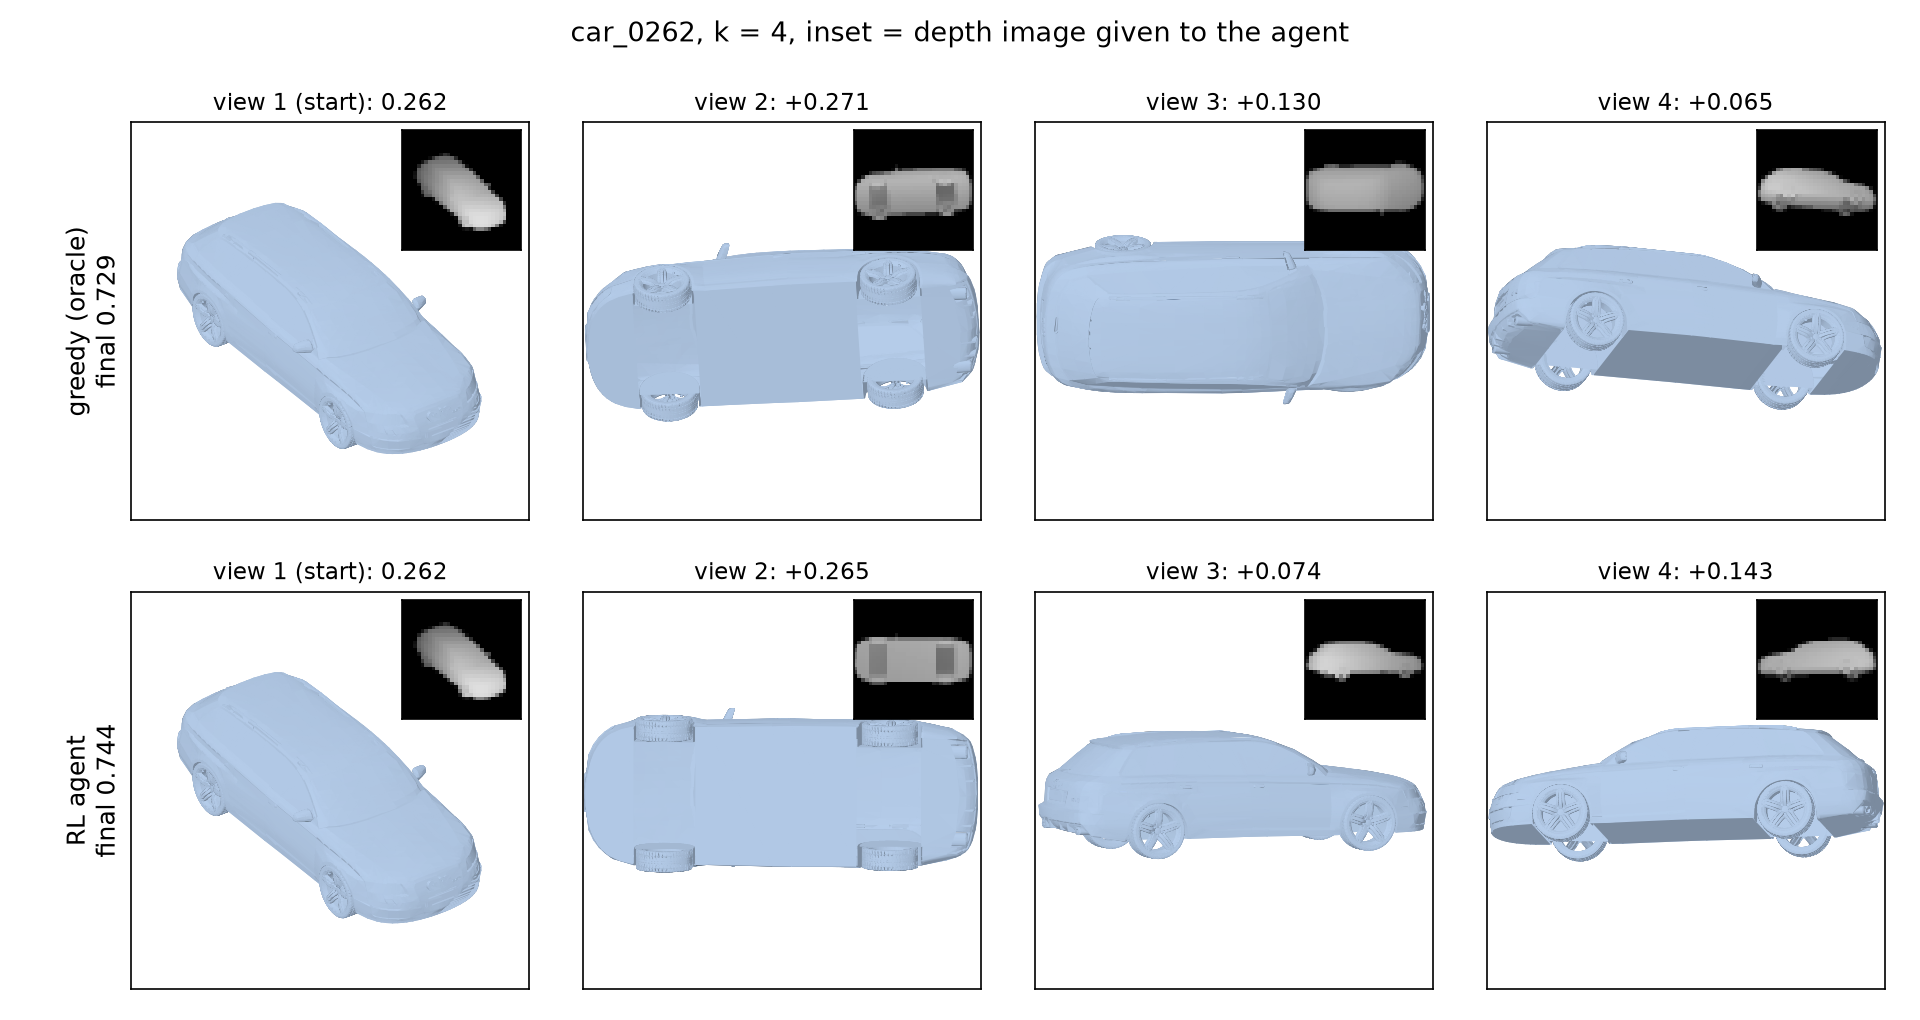 car_0262, k = 4, inset = depth image given to the agent
greedy (oracle)
final 0.729
view 1 (start): 0.262
view 2: +0.271
view 3: +0.130
view 4: +0.065
RL agent
final 0.744
view 1 (start): 0.262
view 2: +0.265
view 3: +0.074
view 4: +0.143